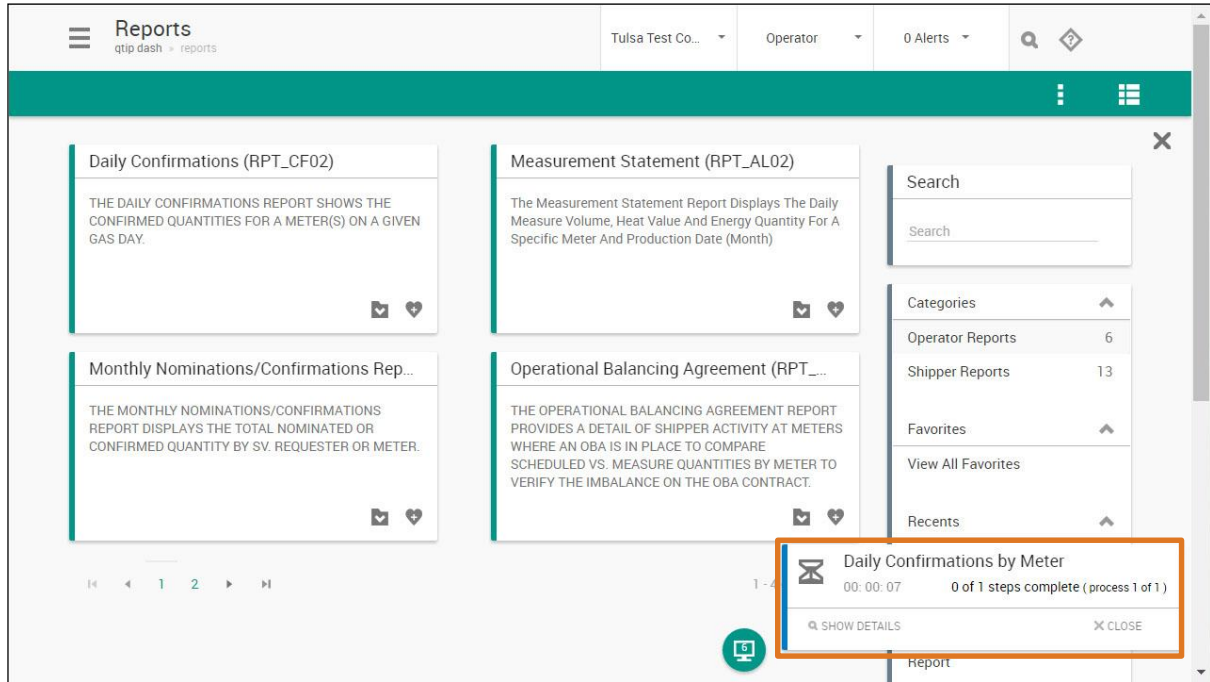 Reports
qtip dash » reports
Tulsa Test Co...
Operator
0 Alerts
Daily Confirmations (RPT_CF02)
THE DAILY CONFIRMATIONS REPORT SHOWS THE
CONFIRMED QUANTITIES FOR A METER(S) ON A GIVEN
GAS DAY.
Measurement Statement (RPT_AL02)
The Measurement Statement Report Displays The Daily
Measure Volume, Heat Value And Energy Quantity For A
Specific Meter And Production Date (Month)
Monthly Nominations/Confirmations Rep...
THE MONTHLY NOMINATIONS/CONFIRMATIONS
REPORT DISPLAYS THE TOTAL NOMINATED OR
CONFIRMED QUANTITY BY SV. REQUESTER OR METER.
Operational Balancing Agreement (RPT_...
THE OPERATIONAL BALANCING AGREEMENT REPORT
PROVIDES A DETAIL OF SHIPPER ACTIVITY AT METERS
WHERE AN OBA IS IN PLACE TO COMPARE
SCHEDULED VS. MEASURE QUANTITIES BY METER TO
VERIFY THE IMBALANCE ON THE OBA CONTRACT.
1 2
1 - 4
6
Search
Search
Categories
Operator Reports 6
Shipper Reports 13
Favorites
View All Favorites
Recents
Daily Confirmations by Meter
00: 00: 07 0 of 1 steps complete ( process 1 of 1 )
SHOW DETAILS
CLOSE
Report